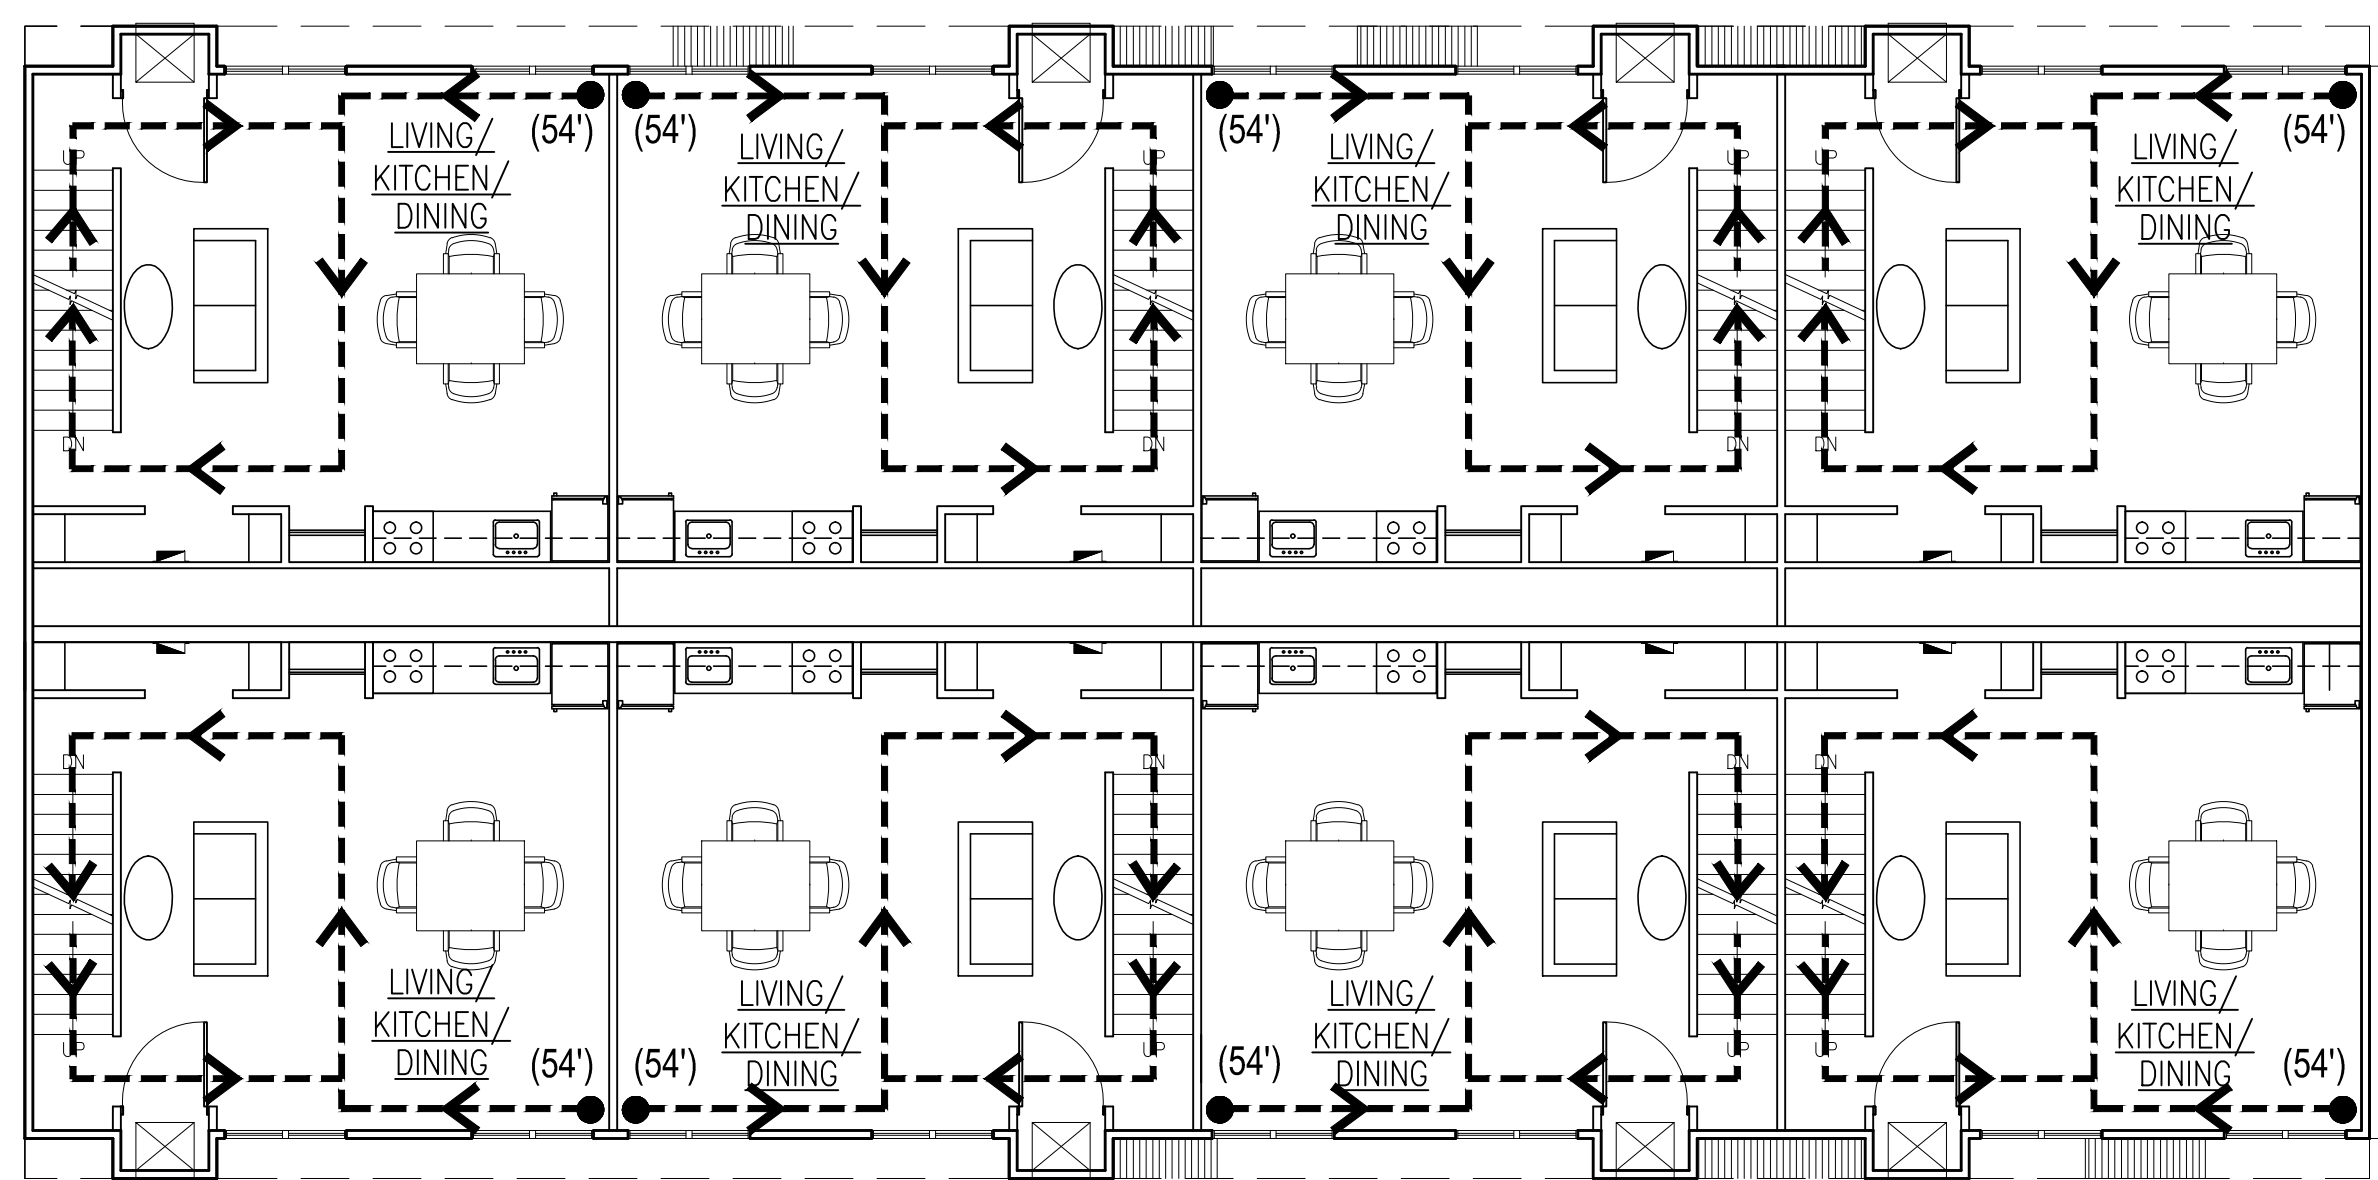 (54')
(54')
(54')
(54')
LIVING/
KITCHEN/
DINING
LIVING/
KITCHEN/
DINING
LIVING/
KITCHEN/
DINING
LIVING/
KITCHEN/
DINING
UP
UP
UP
UP
DN
DN
DN
DN
DN
DN
DN
DN
LIVING/
KITCHEN/
DINING
LIVING/
KITCHEN/
DINING
LIVING/
KITCHEN/
DINING
LIVING/
KITCHEN/
DINING
UP
UP
UP
UP
(54')
(54')
(54')
(54')